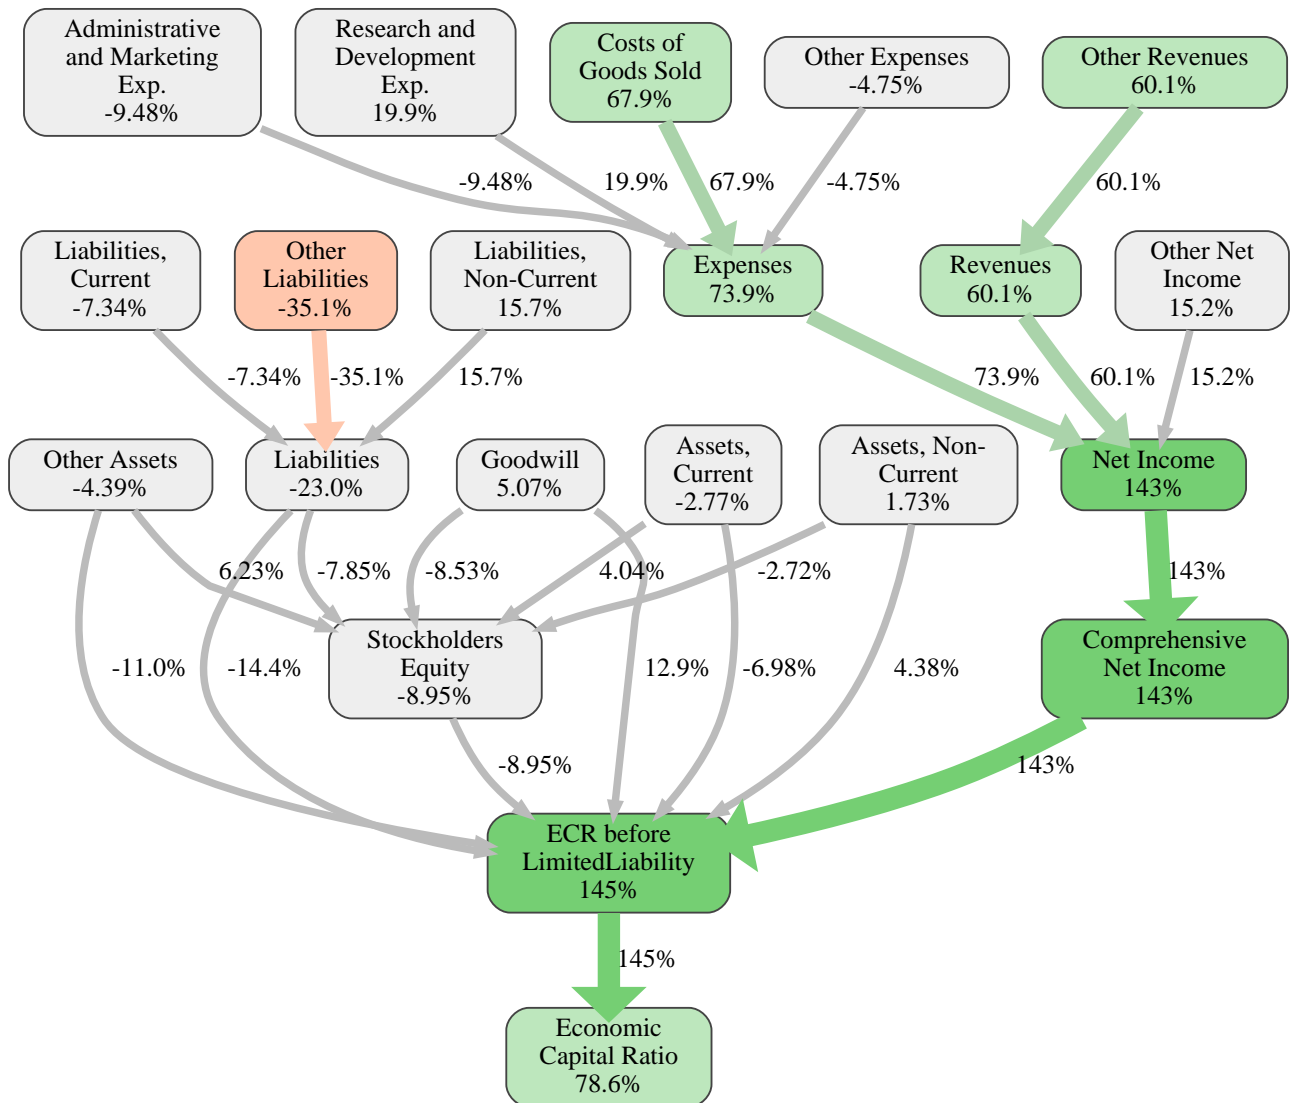 Administrative
and Marketing
Exp.
-9.48%
Research and
Development
Exp.
19.9%
Costs of
Goods Sold
67.9%
Other Expenses
-4.75%
Other Revenues
60.1%
-9.48%
19.9%
67.9%
-4.75%
60.1%
Liabilities,
Current
-7.34%
Other
Liabilities
-35.1%
Liabilities,
Non-Current
15.7%
Expenses
73.9%
Revenues
60.1%
Other Net
Income
15.2%
-7.34%
-35.1%
15.7%
73.9%
60.1%
15.2%
Other Assets
-4.39%
Liabilities
-23.0%
Goodwill
5.07%
Assets,
Current
-2.77%
Assets, Non-
Current
1.73%
Net Income
143%
6.23%
-7.85%
-8.53%
4.04%
-2.72%
143%
-11.0%
-14.4%
Stockholders
Equity
-8.95%
12.9%
-6.98%
4.38%
Comprehensive
Net Income
143%
-8.95%
143%
ECR before
LimitedLiability
145%
145%
Economic
Capital Ratio
78.6%